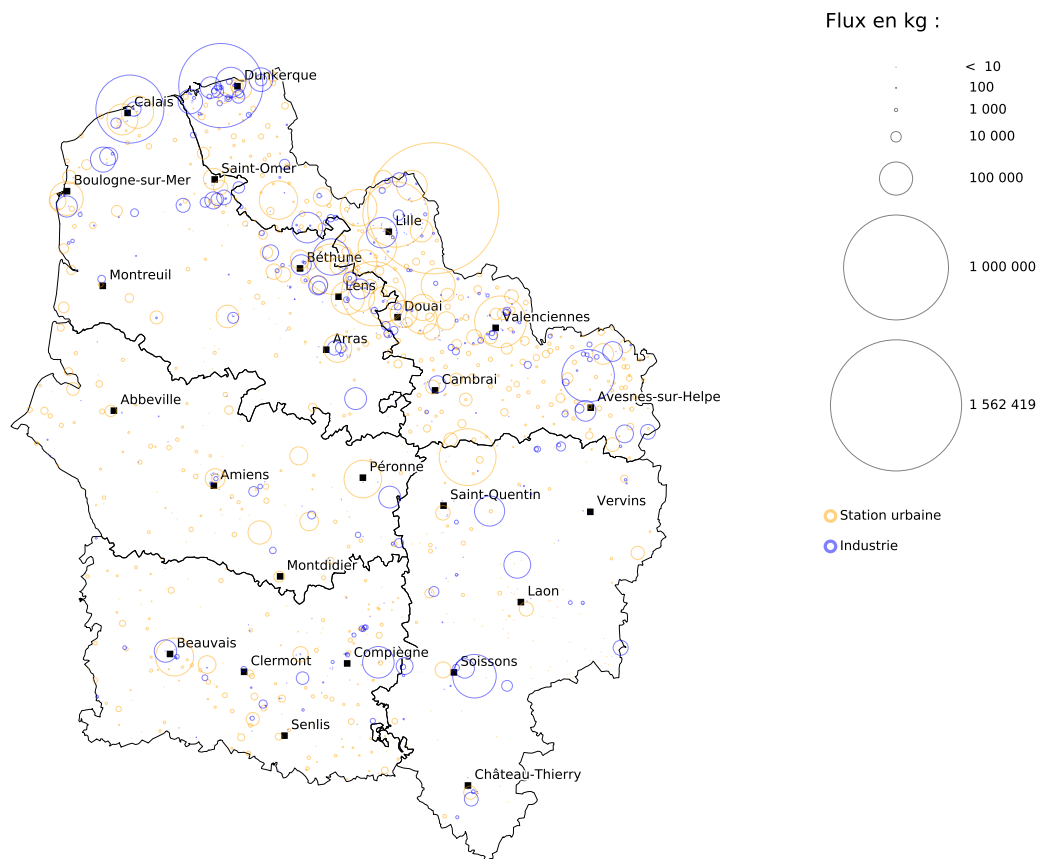 Flux en kg :
< 10
100
1 000
10 000
100 000
1 000 000
1 562 419
Station urbaine
Industrie
Dunkerque
Calais
Saint-Omer
Boulogne-sur-Mer
Lille
Béthune
Montreuil
Lens
Douai
Valenciennes
Arras
Cambrai
Avesnes-sur-Helpe
Abbeville
Péronne
Amiens
Saint-Quentin
Vervins
Montdidier
Laon
Beauvais
Clermont
Compiègne
Soissons
Senlis
Château-Thierry